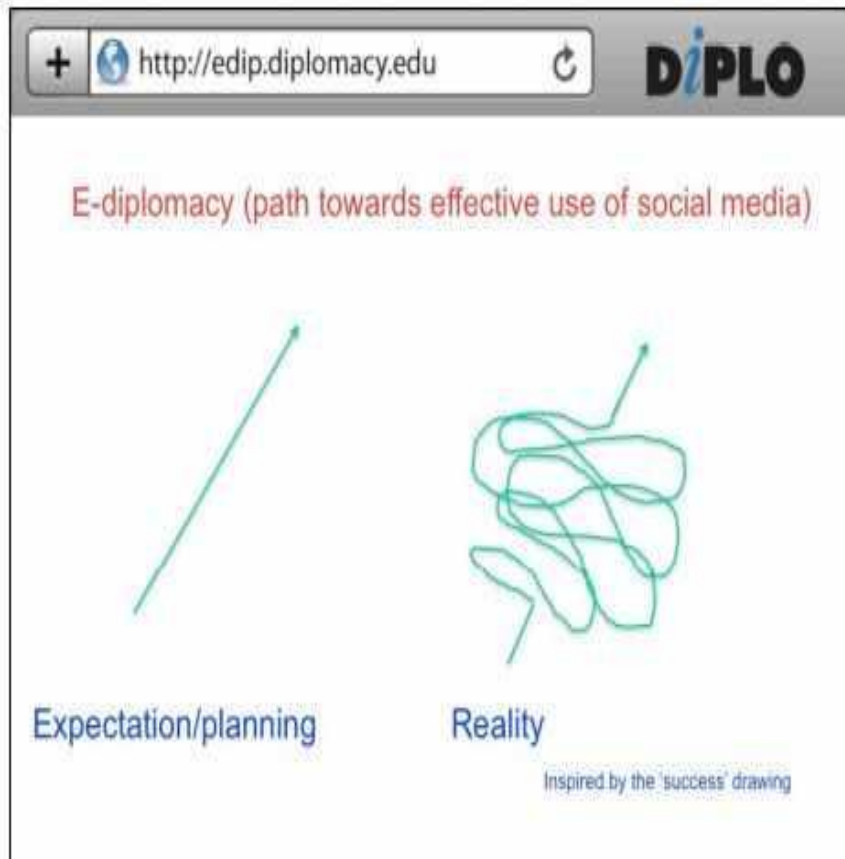 + http://edip.diplomacy.edu DiPLO
E-diplomacy (path towards effective use of social media)
Expectation/planning Reality
Inspired by the 'success' drawing